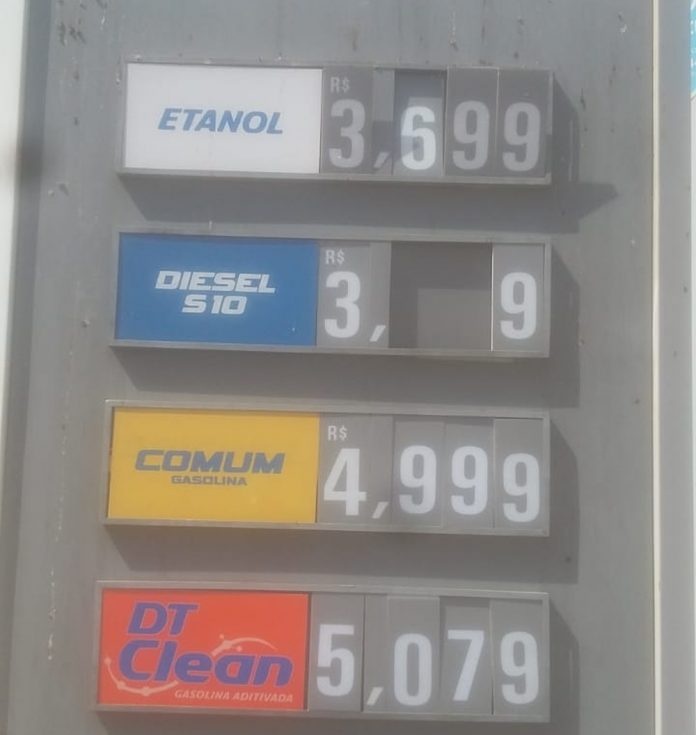 ETANOL
R$
3,699
DIESEL
S10
R$
3, 9
COMUM
GASOLINA
R$
4,999
DT
Clean
GASOLINA ADITIVADA
5,079